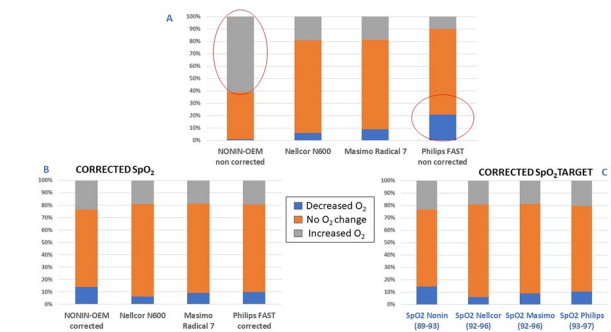 A
100%
90%
80%
70%
60%
50%
40%
30%
20%
10%
0%
NONIN-OEM non corrected
Nellcor N600
Masimo Radical 7
Philips FAST non corrected
B CORRECTED SpO₂
100%
90%
80%
70%
60%
50%
40%
30%
20%
10%
0%
NONIN-OEM corrected
Nellcor N600
Masimo Radical 7
Philips FAST corrected
Decreased O₂
No O₂ change
Increased O₂
CORRECTED SpO₂TARGET C
100%
90%
80%
70%
60%
50%
40%
30%
20%
10%
0%
SpO2 Nonin (89-93)
SpO2 Nellcor (92-96)
SpO2 Masimo (92-96)
SpO2 Philips (93-97)